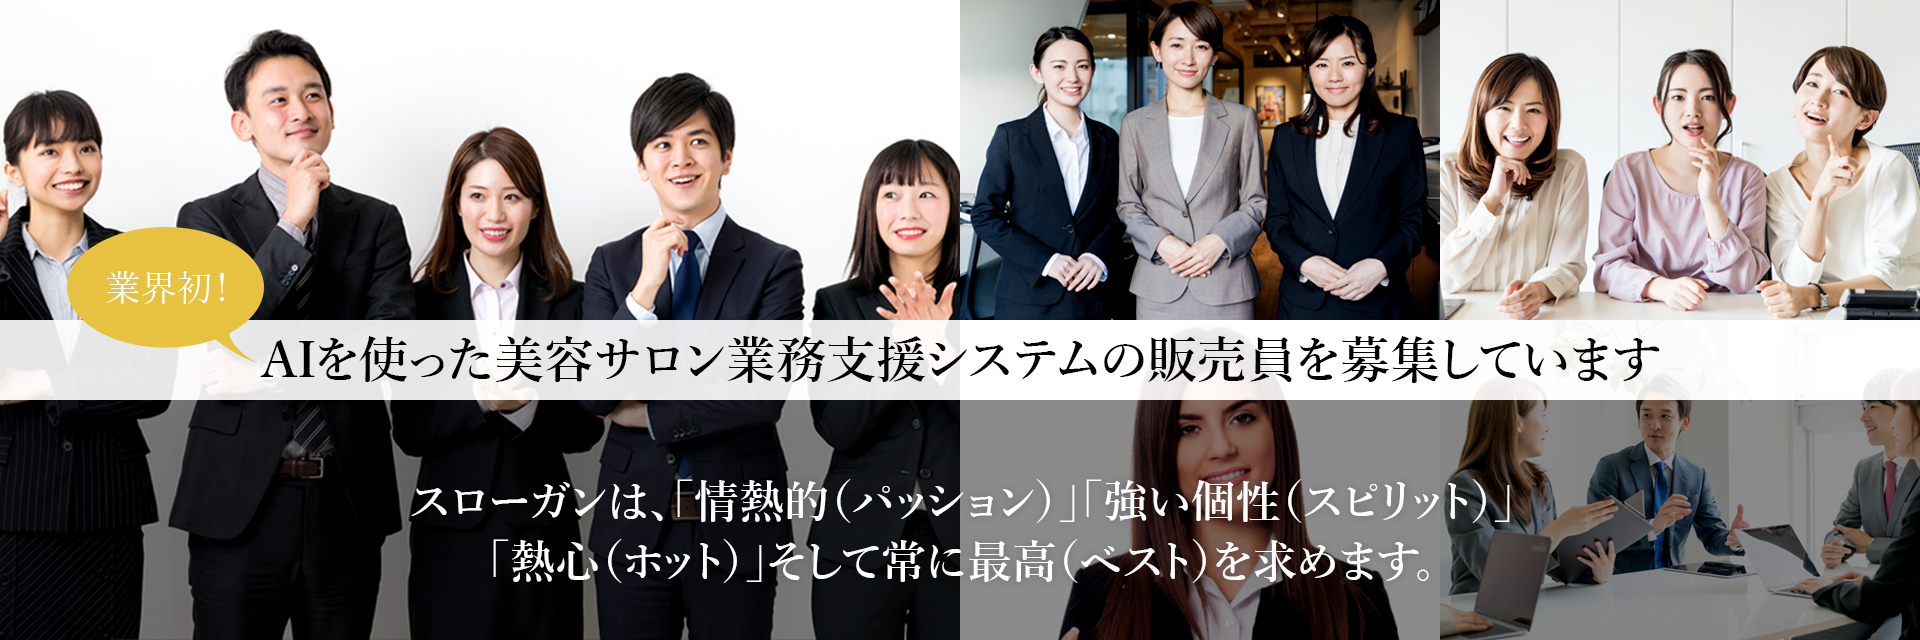 業界初！
AIを使った美容サロン業務支援システムの販売員を募集しています
スローガンは、「情熱的（パッション）」「強い個性（スピリット）」
「熱心（ホット）」そして常に最高（ベスト）を求めます。